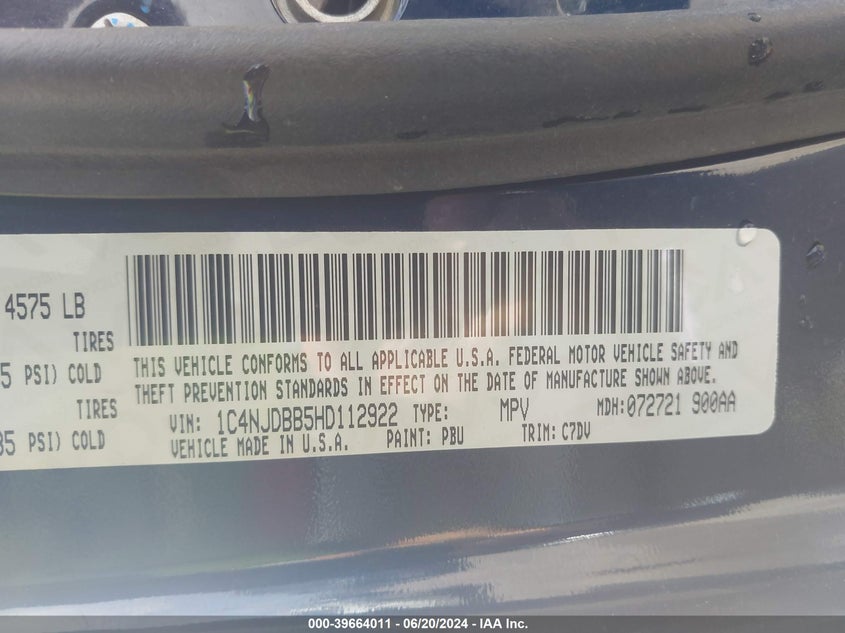 4575 LB
TIRES
5 PSI) COLD
TIRES
35 PSI) COLD
THIS VEHICLE CONFORMS TO ALL APPLICABLE U.S.A. FEDERAL MOTOR VEHICLE SAFETY AND
THEFT PREVENTION STANDARDS IN EFFECT ON THE DATE OF MANUFACTURE SHOWN ABOVE.
VIN: 1C4NJDBB5HD112922 TYPE: MPV MDH: 072721 900AA
VEHICLE MADE IN U.S.A. PAINT: PBU TRIM: C7DV
000-39664011 - 06/20/2024 - IAA Inc.